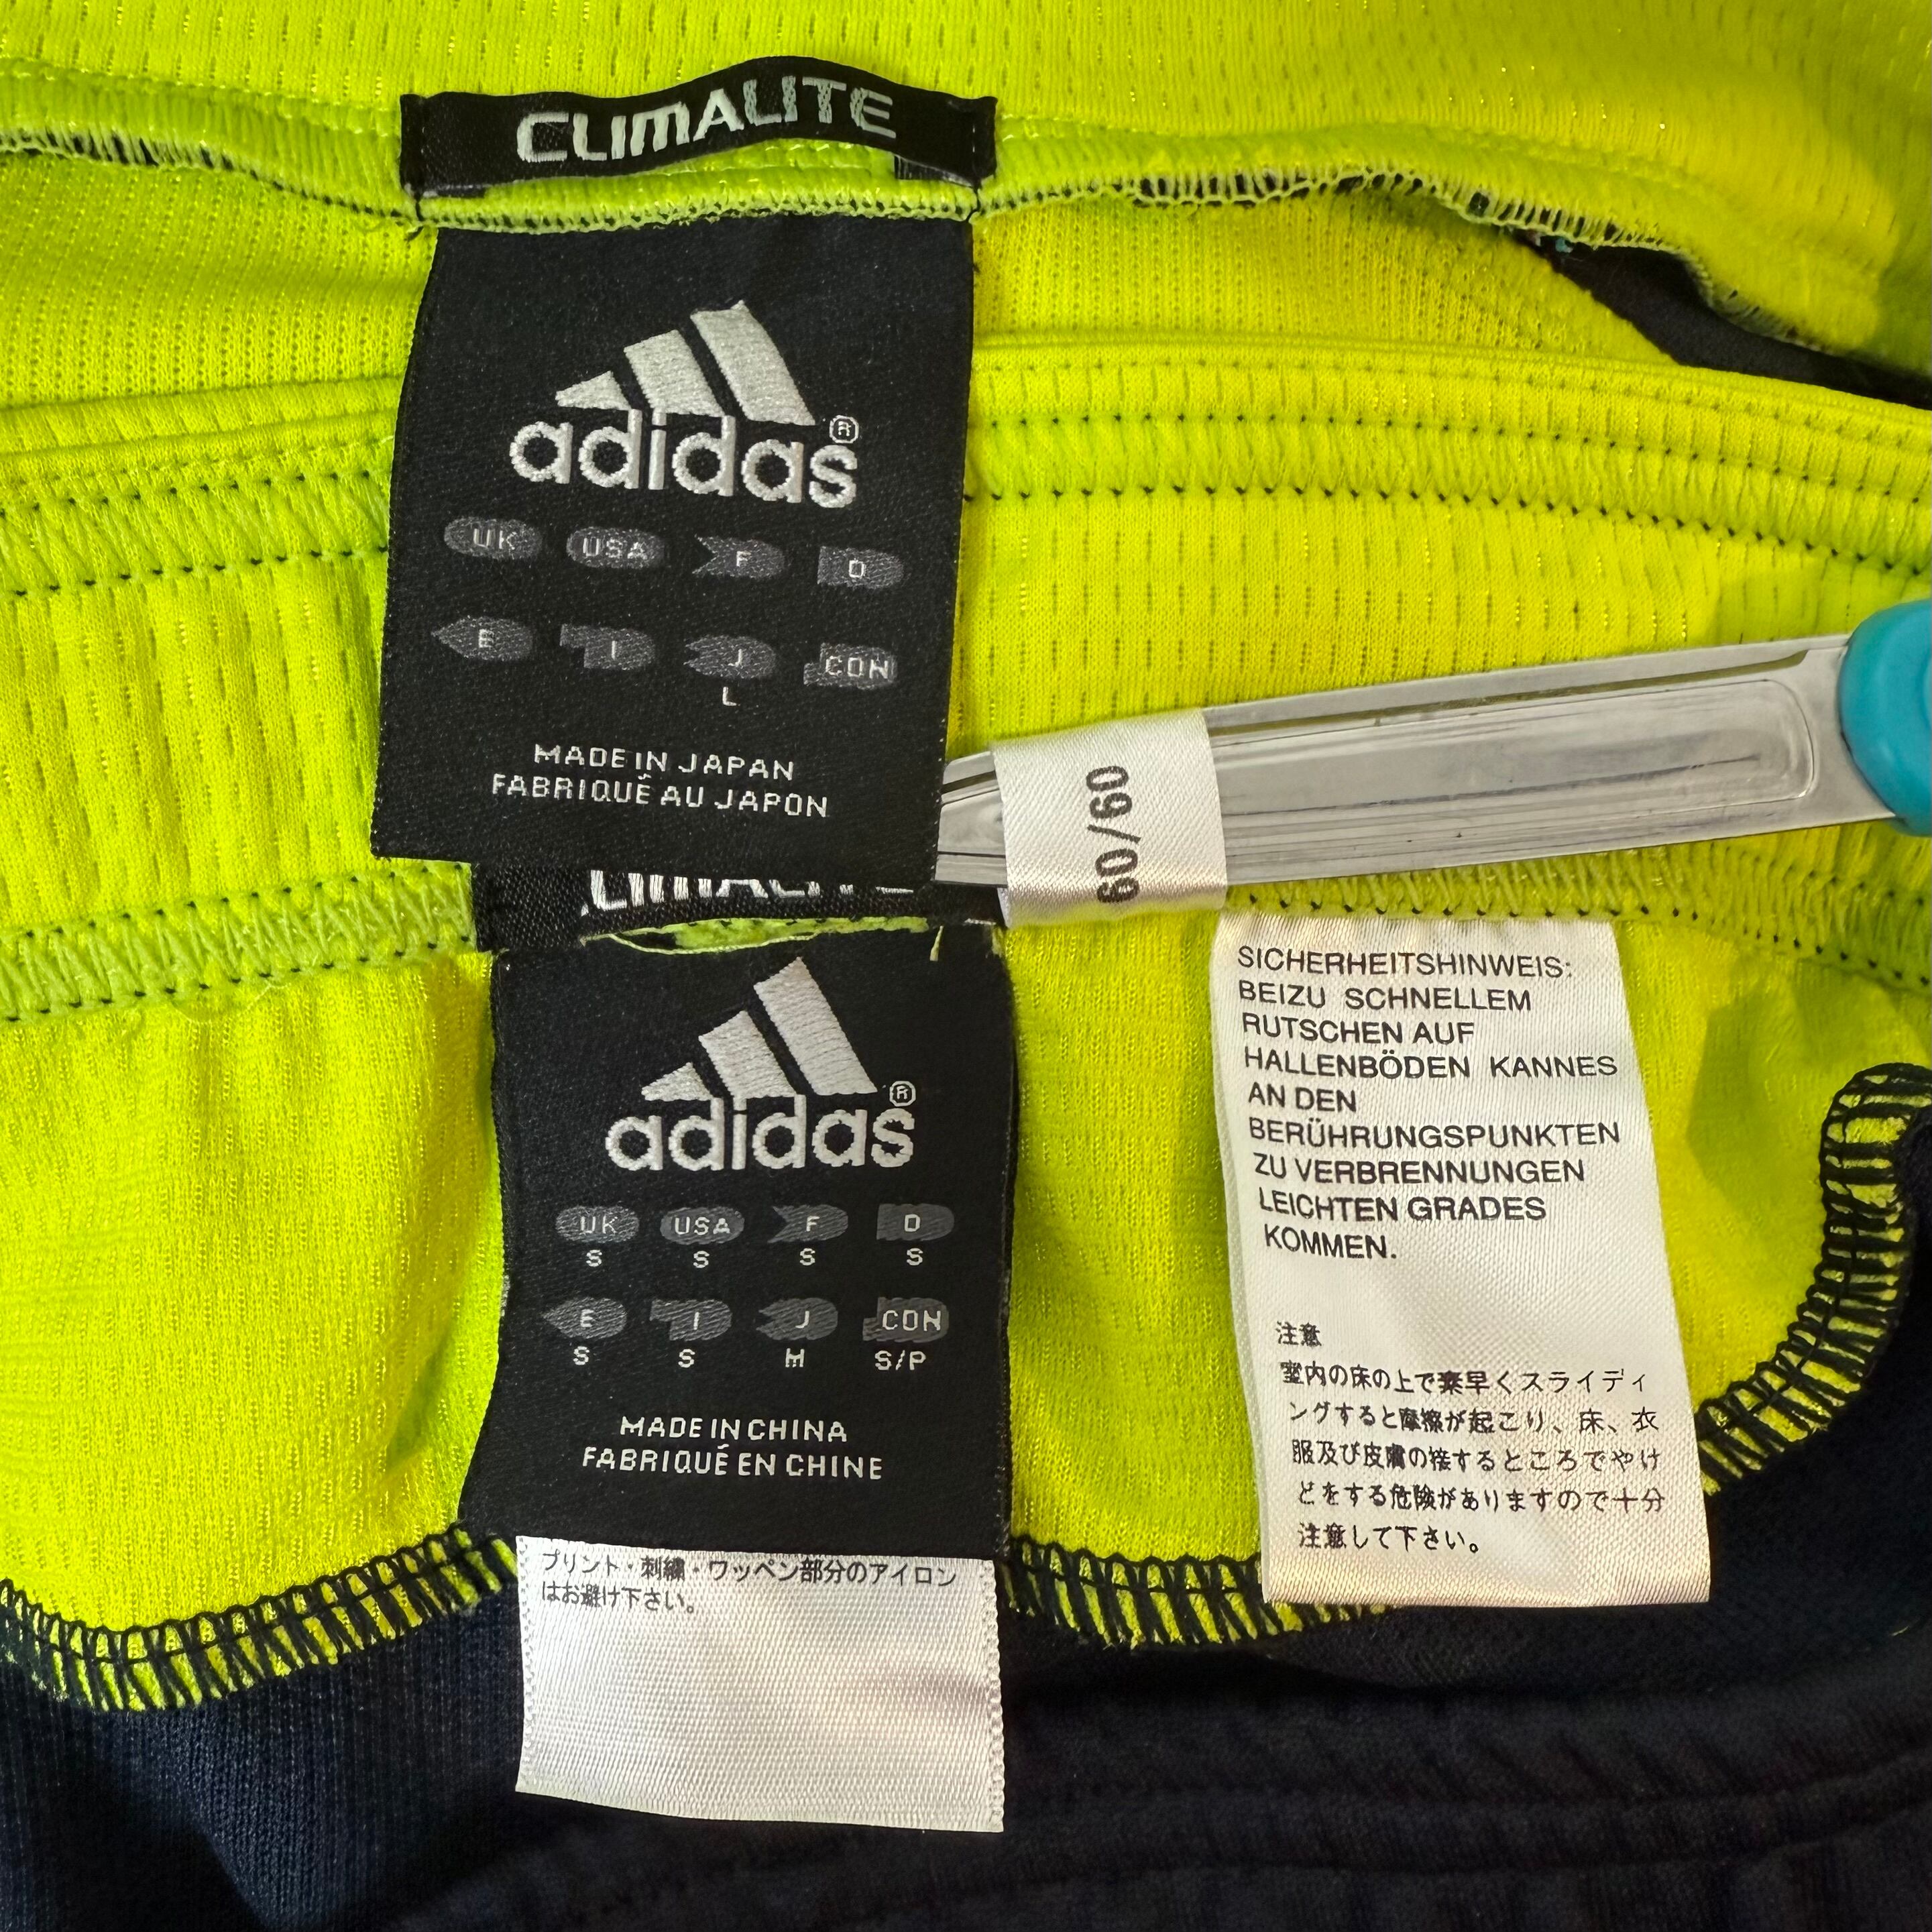 CLIMALITE
adidas®
UK USA F D
E I J CON
L
MADE IN JAPAN
FABRIQUÉ AU JAPON
CLIMALITE
60/60
adidas®
UK USA F D
S S S S
E I J CON
S S M S/P
MADE IN CHINA
FABRIQUÉ EN CHINE
プリント・刺繍・ワッペン部分のアイロン
はお避け下さい。
SICHERHEITSHINWEIS:
BEIZU SCHNELLEM
RUTSCHEN AUF
HALLENBÖDEN KANNES
AN DEN
BERÜHRUNGSPUNKTEN
ZU VERBRENNUNGEN
LEICHTEN GRADES
KOMMEN.
注意
室内の床の上で素早くスライディ
ングすると摩擦が起こり、床、衣
服及び皮膚の接するところでやけ
どをする危険がありますので十分
注意して下さい。